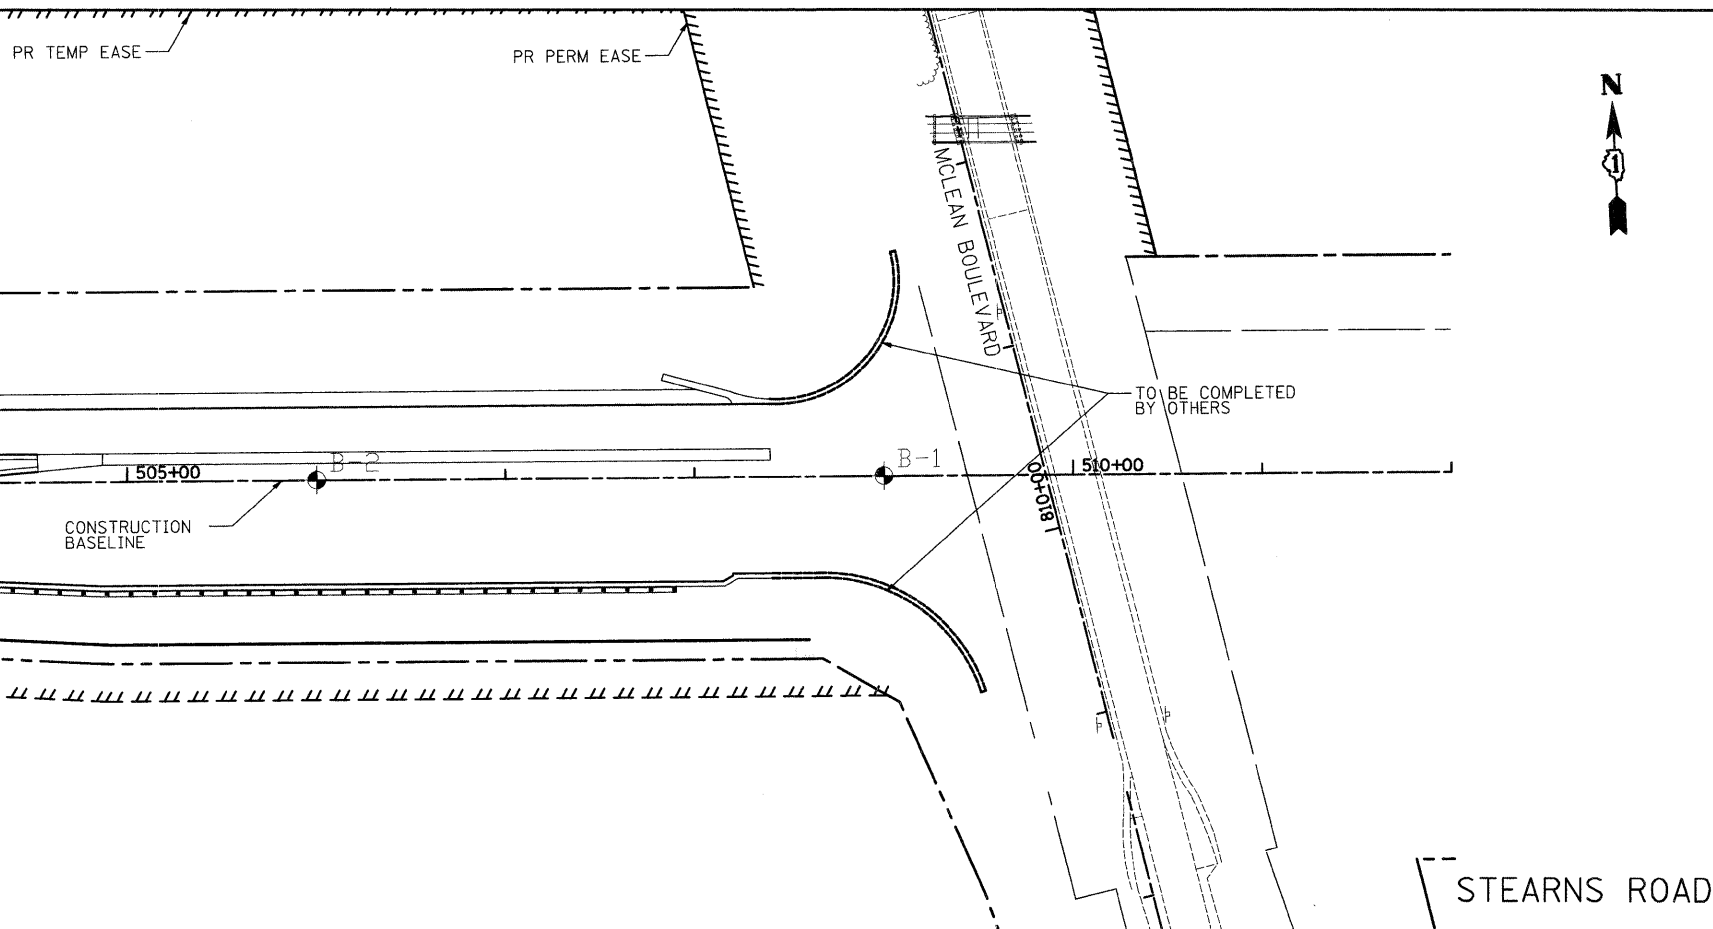 PR TEMP EASE
PR PERM EASE
N
1
MCLEAN BOULEVARD
TO BE COMPLETED
BY OTHERS
B-2
B-1
505+00
510+00
810+00
CONSTRUCTION
BASELINE
STEARNS ROAD